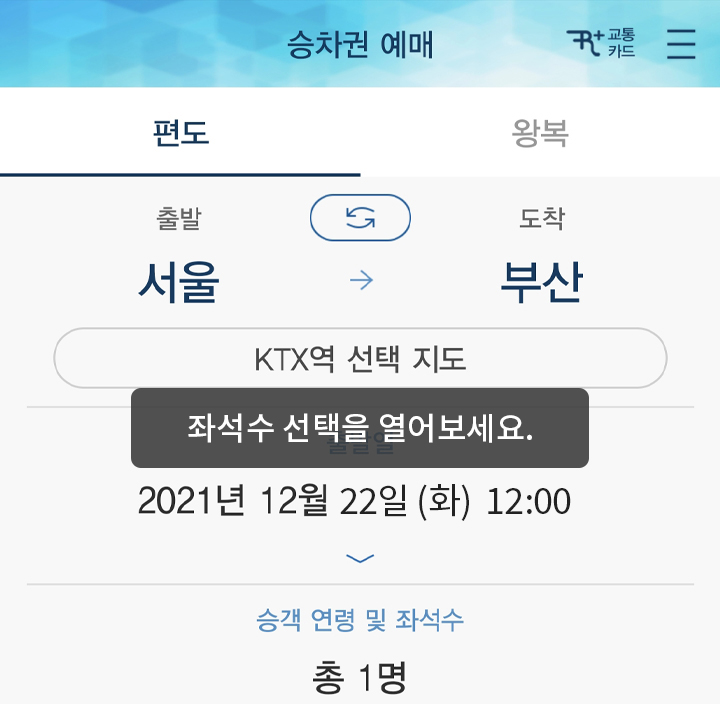 승차권 예매
R+ 교통
카드
편도 왕복
출발 도착
서울 → 부산
KTX역 선택 지도
좌석수 선택을 열어보세요.
출발일
2021년 12월 22일 (화) 12:00
승객 연령 및 좌석수
총 1명